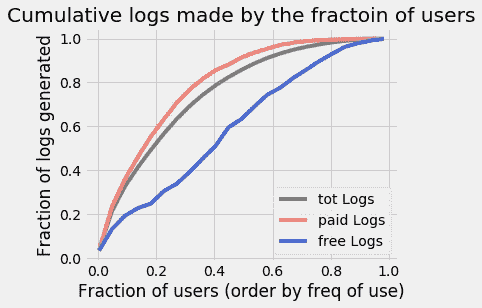 Cumulative logs made by the fractoin of users
Fraction of logs generated
1.0
0.8
0.6
0.4
0.2
0.0
tot Logs
paid Logs
free Logs
0.0 0.2 0.4 0.6 0.8 1.0
Fraction of users (order by freq of use)